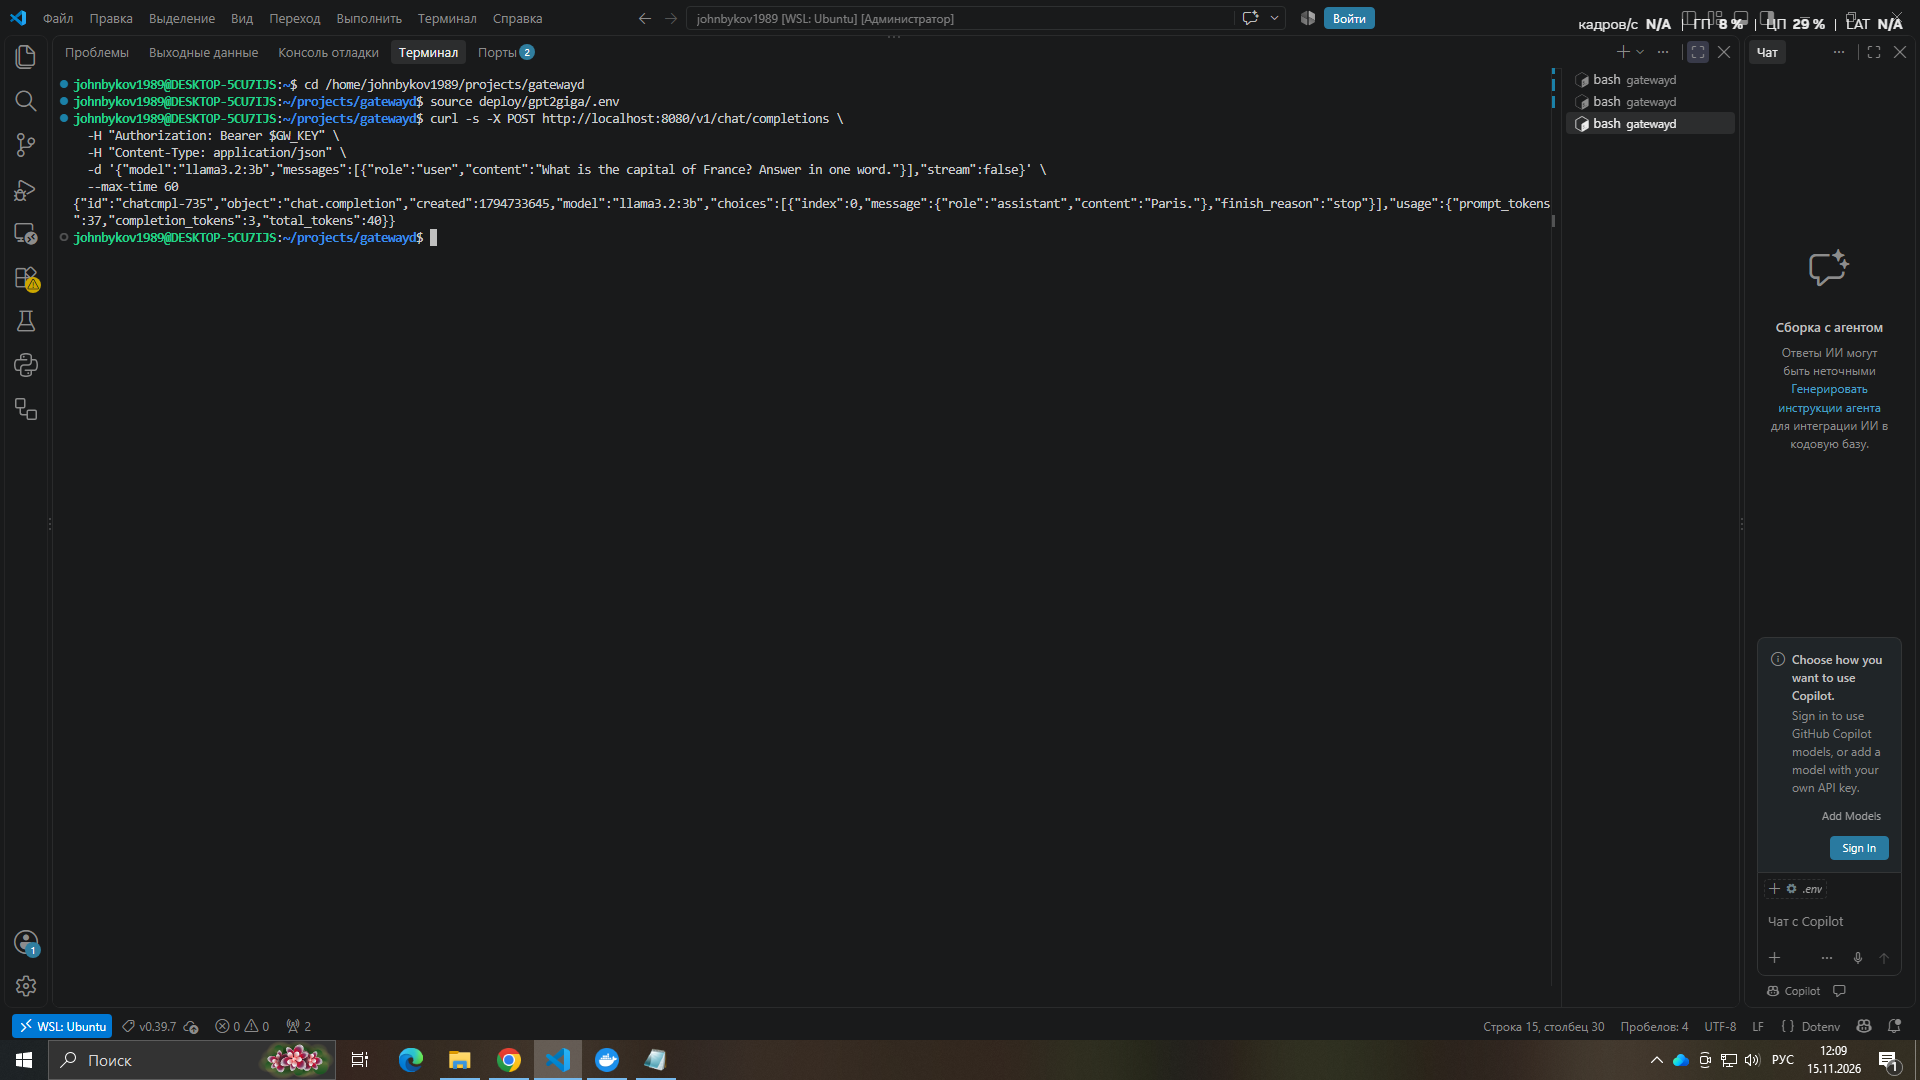 Файл Правка Выделение Вид Переход Выполнить Терминал Справка
johnbykov1989 [WSL: Ubuntu] [Администратор]
Войти
кадров/с N/A | ГП 8 % | ЦП 29 % | LAT N/A
Проблемы Выходные данные Консоль отладки Терминал Порты 2
Чат
johnbykov1989@DESKTOP-5CU7IJS:~$ cd /home/johnbykov1989/projects/gatewayd
johnbykov1989@DESKTOP-5CU7IJS:~/projects/gatewayd$ source deploy/gpt2giga/.env
johnbykov1989@DESKTOP-5CU7IJS:~/projects/gatewayd$ curl -s -X POST http://localhost:8080/v1/chat/completions \
-H "Authorization: Bearer $GW_KEY" \
-H "Content-Type: application/json" \
-d '{"model":"llama3.2:3b","messages":[{"role":"user","content":"What is the capital of France? Answer in one word."}],"stream":false}' \
--max-time 60
{"id":"chatcmpl-735","object":"chat.completion","created":1794733645,"model":"llama3.2:3b","choices":[{"index":0,"message":{"role":"assistant","content":"Paris."},"finish_reason":"stop"}],"usage":{"prompt_tokens
":37,"completion_tokens":3,"total_tokens":40}}
johnbykov1989@DESKTOP-5CU7IJS:~/projects/gatewayd$
bash gatewayd
bash gatewayd
bash gatewayd
Сборка с агентом
Ответы ИИ могут
быть неточными
Генерировать
инструкции агента
для интеграции ИИ в
кодовую базу.
Choose how you
want to use
Copilot.
Sign in to use
GitHub Copilot
models, or add a
model with your
own API key.
Add Models
Sign In
.env
Чат с Copilot
Copilot
1
WSL: Ubuntu v0.39.7 0 0 2
Строка 15, столбец 30 Пробелов: 4 UTF-8 LF { } Dotenv
Поиск
РУС
12:09
15.11.2026
1